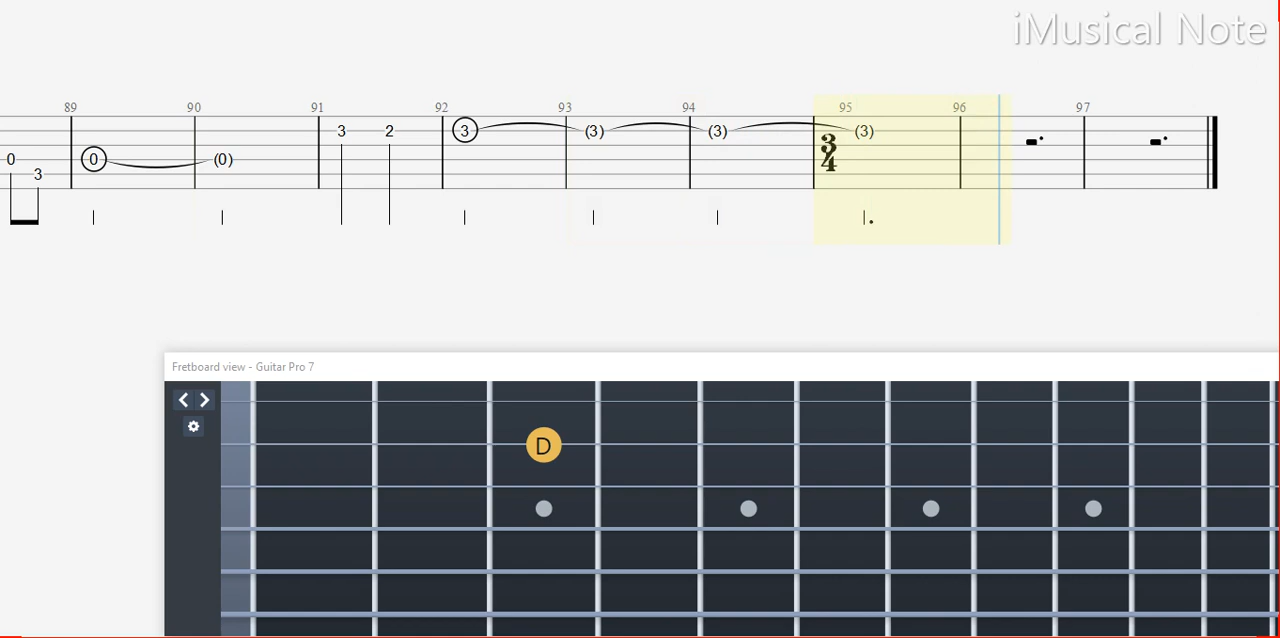 iMusical Note
89 90 91 92 93 94 95 96 97
3 2 3 (3) (3) 3 (3)
0 0 (0) 4
3
Fretboard view - Guitar Pro 7
D